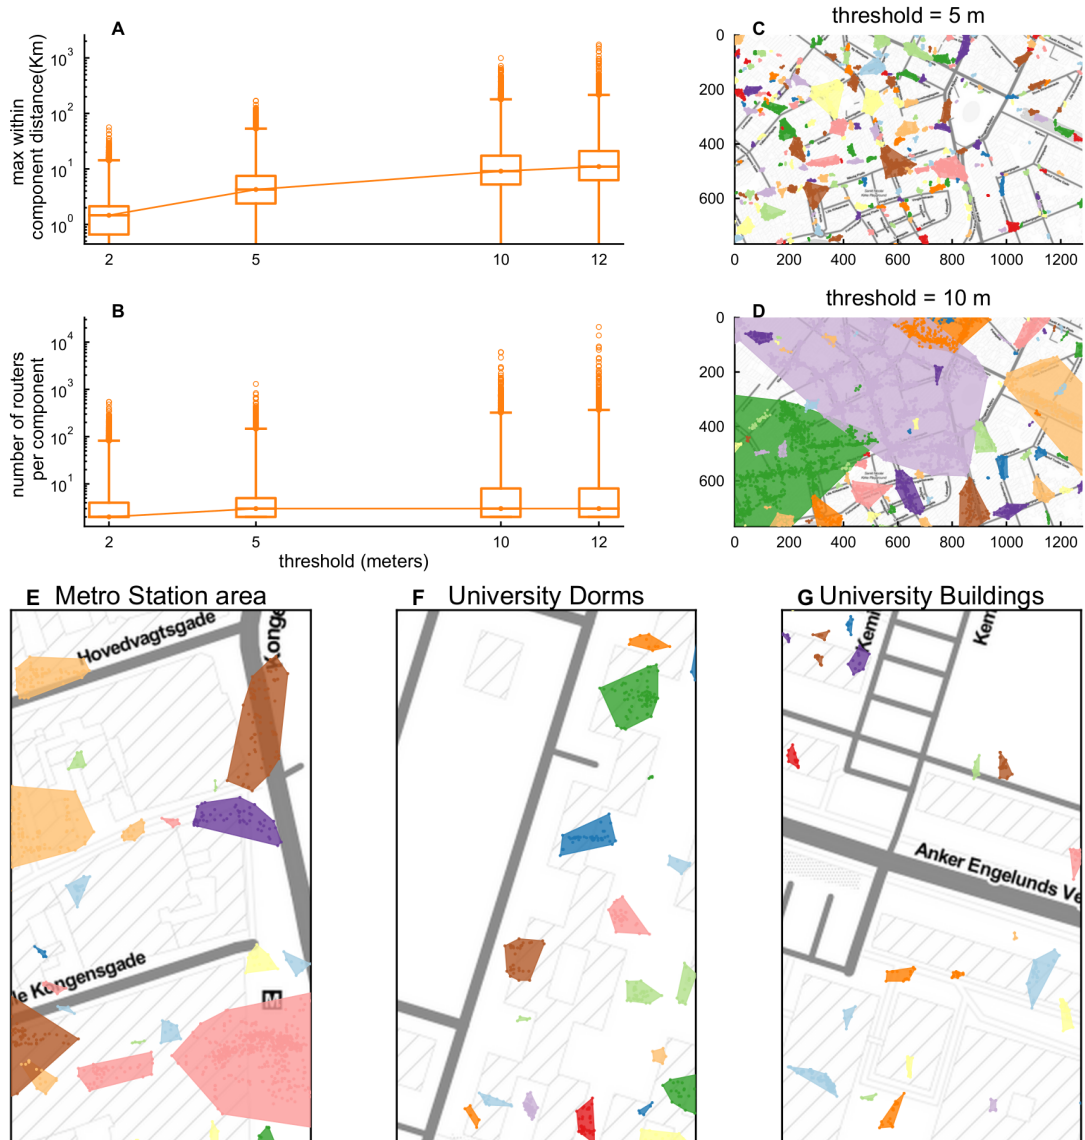 A
max within
component distance(Km)
10³
10²
10¹
10⁰
2
5
10
12
B
number of routers
per component
10⁴
10³
10²
10¹
2
5
10
12
threshold (meters)
threshold = 5 m
C
0
200
400
600
0
200
400
600
800
1000
1200
threshold = 10 m
D
0
200
400
600
0
200
400
600
800
1000
1200
E Metro Station area
Hovedvagtsgade
Konge
le Kongensgade
M
F University Dorms
G University Buildings
Kemi
Kem
Anker Engelunds Ve